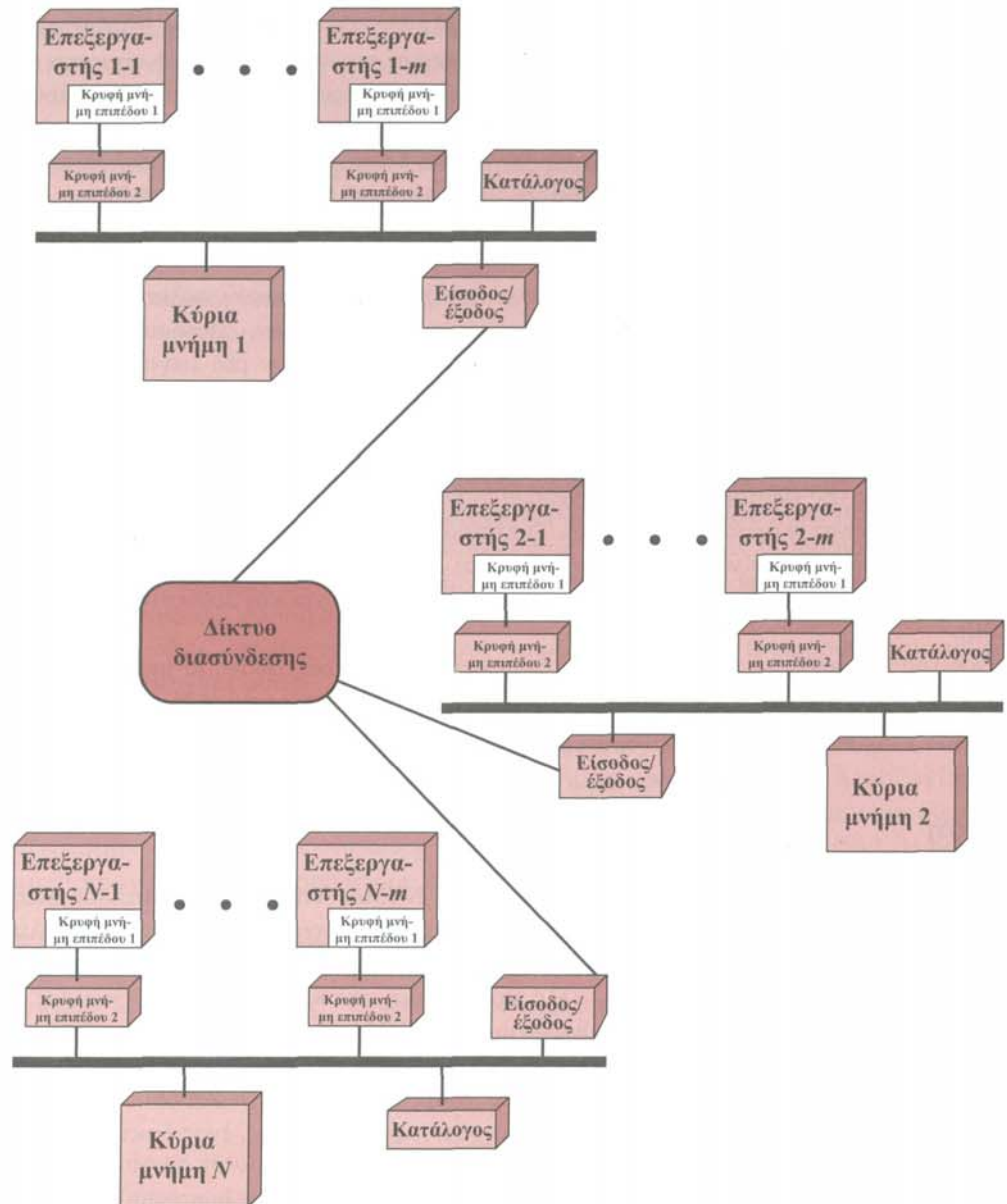 Επεξεργα-
στής 1-1
Κρυφή μνή-
μη επιπέδου 1
Επεξεργα-
στής 1-m
Κρυφή μνή-
μη επιπέδου 1
Κρυφή μνή-
μη επιπέδου 2
Κρυφή μνή-
μη επιπέδου 2
Κατάλογος
Κύρια
μνήμη 1
Είσοδος/
έξοδος
Επεξεργα-
στής 2-1
Κρυφή μνή-
μη επιπέδου 1
Επεξεργα-
στής 2-m
Κρυφή μνή-
μη επιπέδου 1
Δίκτυο
διασύνδεσης
Κρυφή μνή-
μη επιπέδου 2
Κρυφή μνή-
μη επιπέδου 2
Κατάλογος
Είσοδος/
έξοδος
Κύρια
μνήμη 2
Επεξεργα-
στής N-1
Κρυφή μνή-
μη επιπέδου 1
Επεξεργα-
στής N-m
Κρυφή μνή-
μη επιπέδου 1
Κρυφή μνή-
μη επιπέδου 2
Κρυφή μνή-
μη επιπέδου 2
Είσοδος/
έξοδος
Κύρια
μνήμη N
Κατάλογος